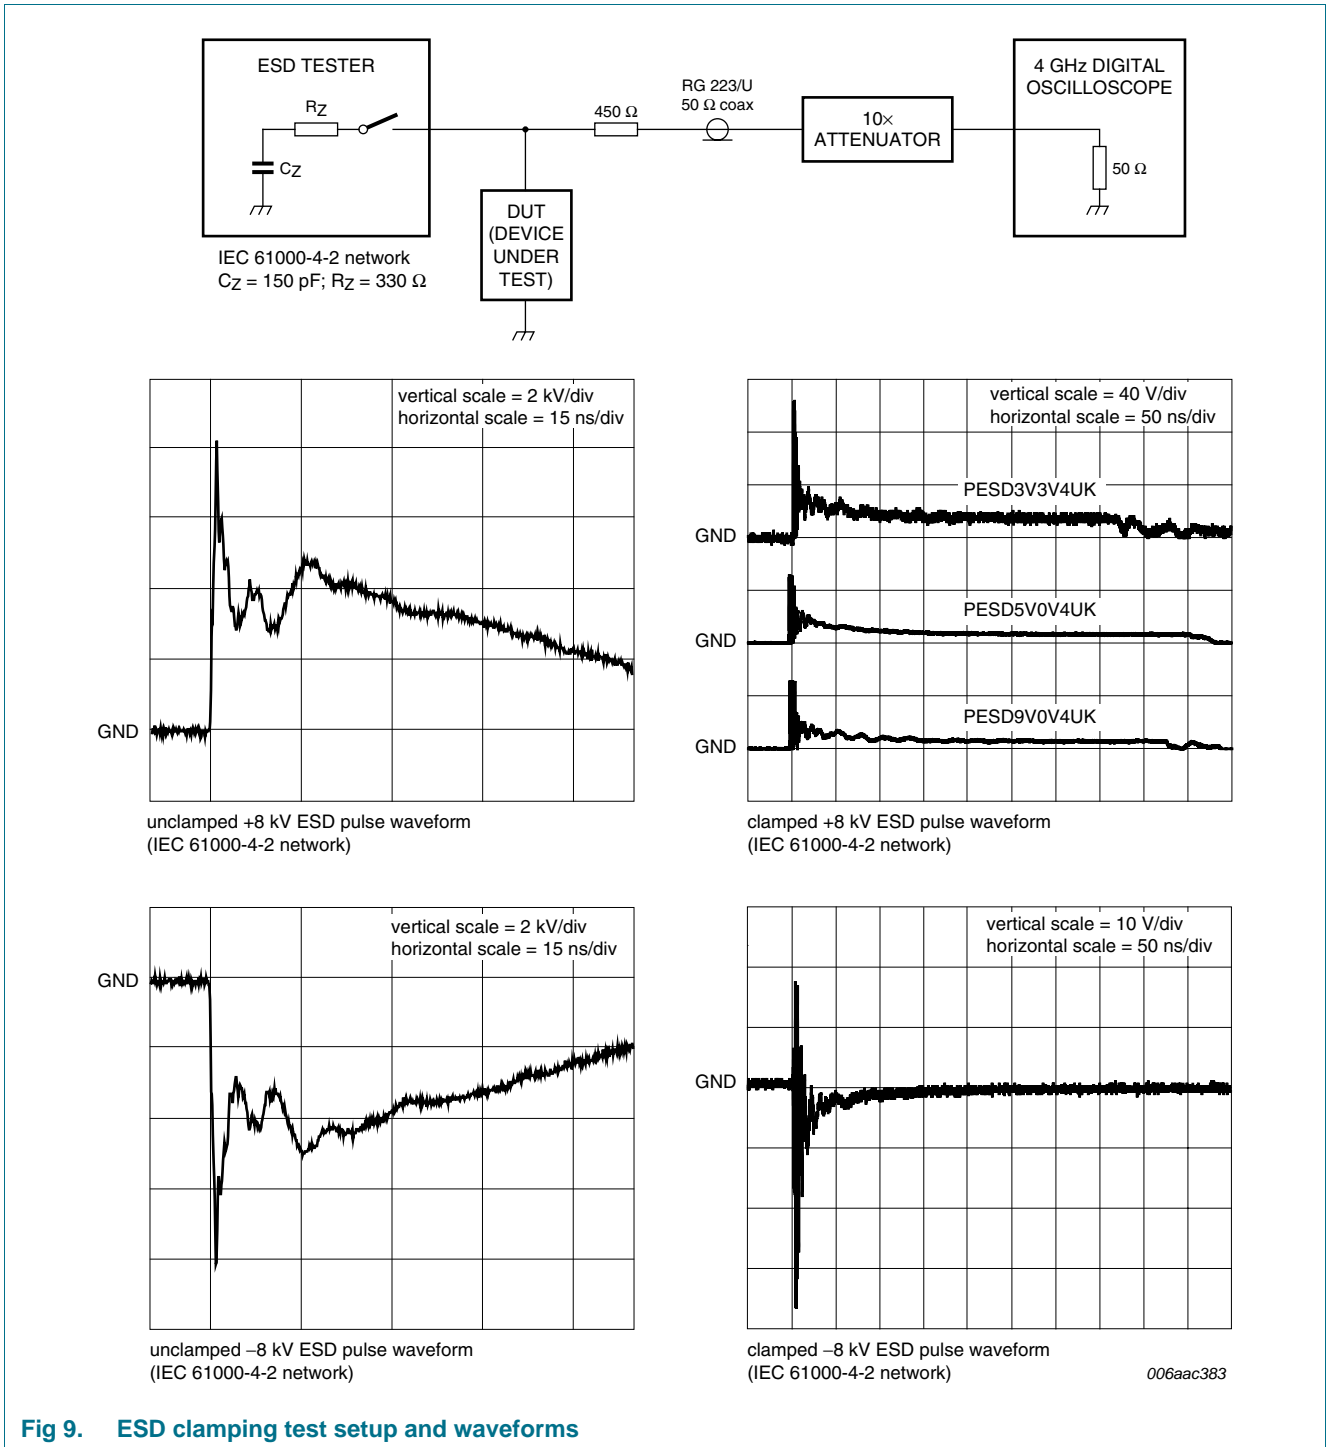 ESD TESTER
RZ
CZ
IEC 61000-4-2 network
CZ = 150 pF; RZ = 330 Ω
DUT
(DEVICE
UNDER
TEST)
450 Ω
RG 223/U
50 Ω coax
10×
ATTENUATOR
4 GHz DIGITAL
OSCILLOSCOPE
50 Ω
vertical scale = 2 kV/div
horizontal scale = 15 ns/div
GND
unclamped +8 kV ESD pulse waveform
(IEC 61000-4-2 network)
vertical scale = 40 V/div
horizontal scale = 50 ns/div
PESD3V3V4UK
GND
PESD5V0V4UK
GND
PESD9V0V4UK
GND
clamped +8 kV ESD pulse waveform
(IEC 61000-4-2 network)
vertical scale = 2 kV/div
horizontal scale = 15 ns/div
GND
unclamped −8 kV ESD pulse waveform
(IEC 61000-4-2 network)
vertical scale = 10 V/div
horizontal scale = 50 ns/div
GND
clamped −8 kV ESD pulse waveform
(IEC 61000-4-2 network)
006aac383
Fig 9. ESD clamping test setup and waveforms